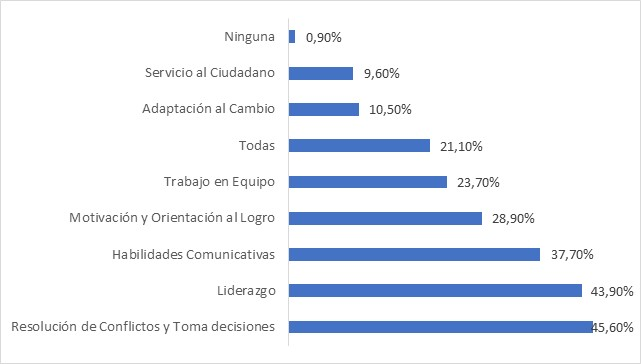 Ninguna 0,90%
Servicio al Ciudadano 9,60%
Adaptación al Cambio 10,50%
Todas 21,10%
Trabajo en Equipo 23,70%
Motivación y Orientación al Logro 28,90%
Habilidades Comunicativas 37,70%
Liderazgo 43,90%
Resolución de Conflictos y Toma decisiones 45,60%